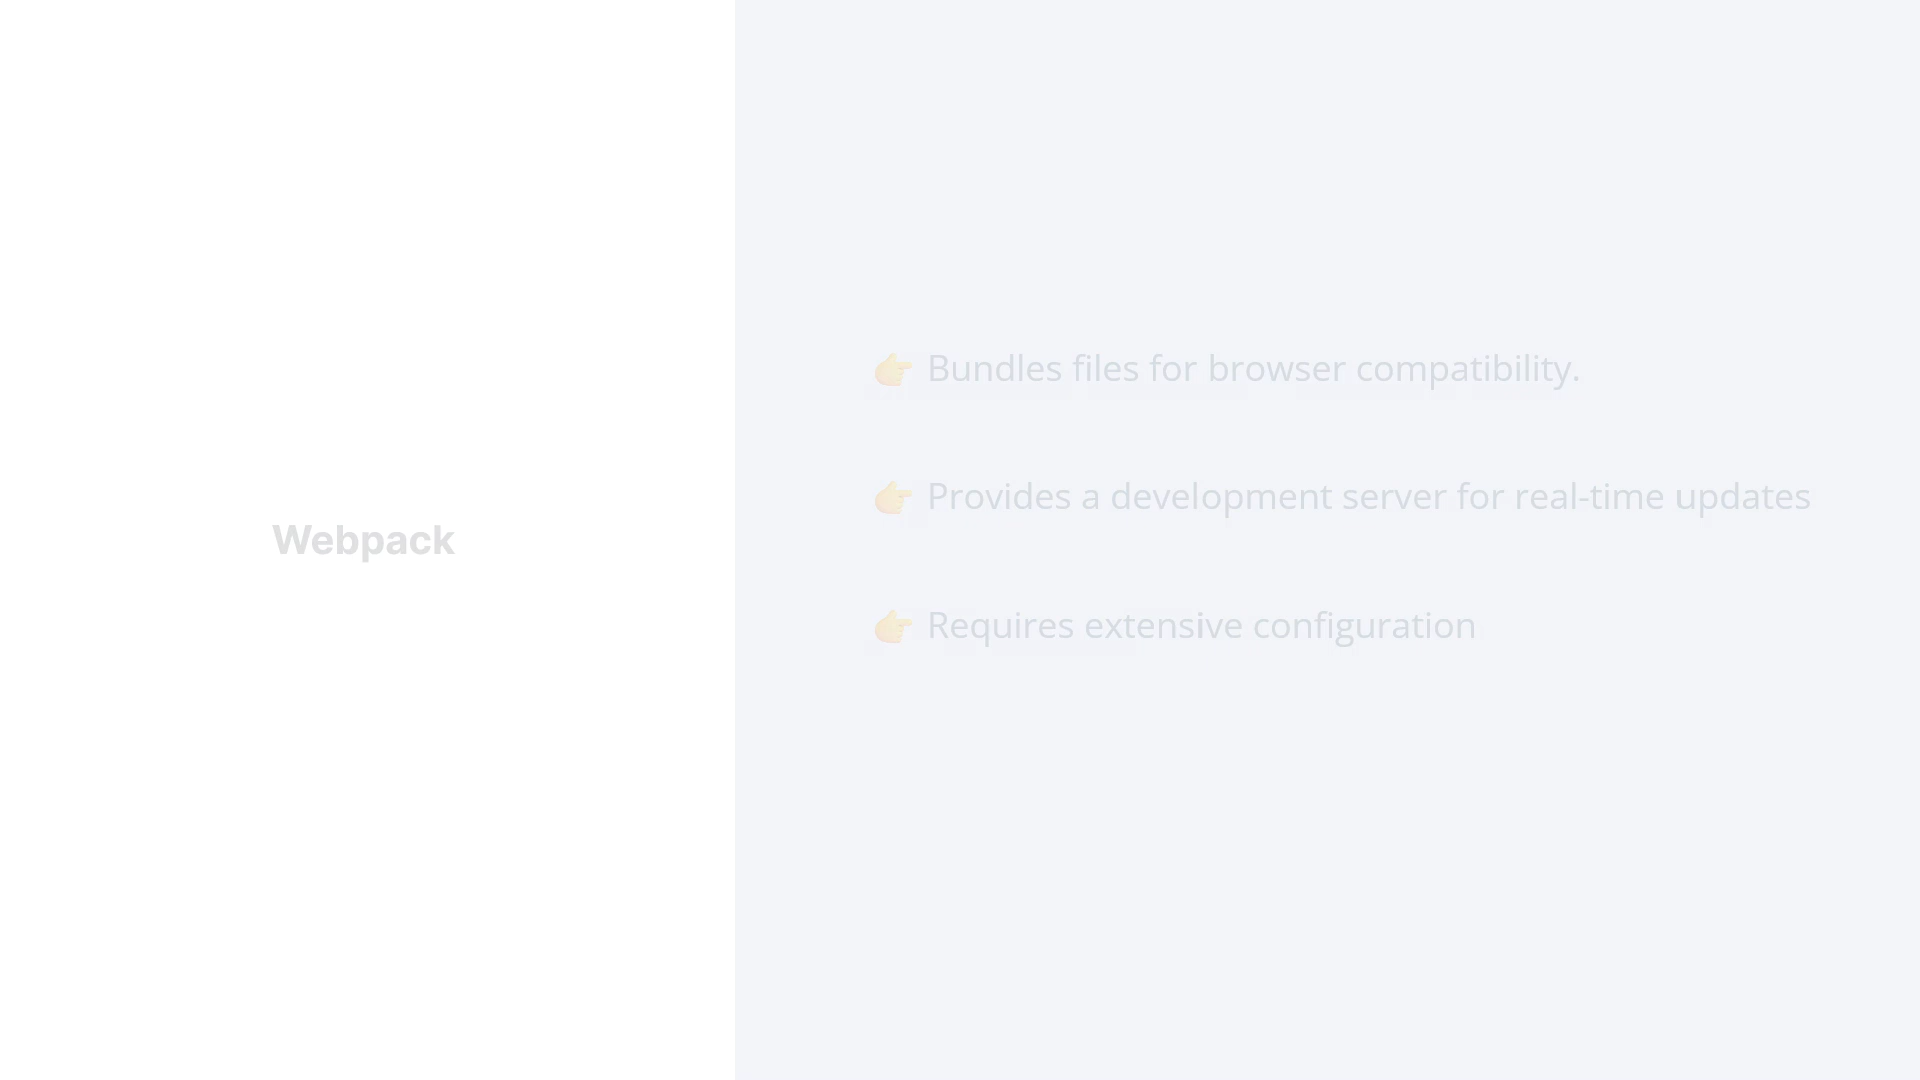 Webpack
👉 Bundles files for browser compatibility.
👉 Provides a development server for real-time updates
👉 Requires extensive configuration